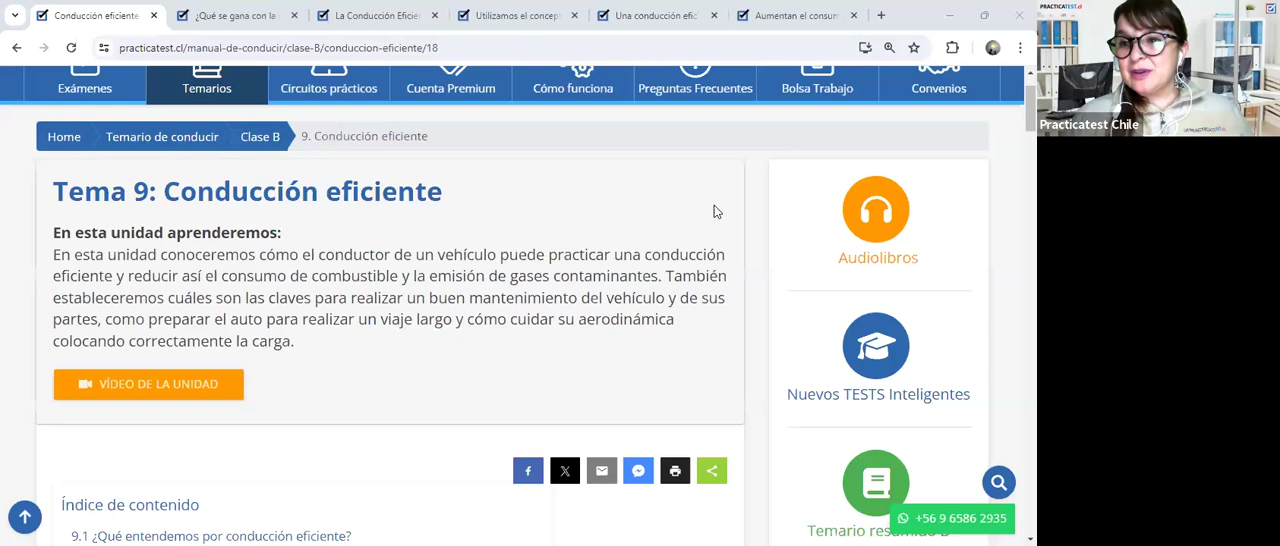 Conducción eficiente
¿Qué se gana con la
La Conducción Eficie
Utilizamos el concep
Una conducción efic
Aumentan el consum
practicatest.cl/manual-de-conducir/clase-B/conduccion-eficiente/18
PRACTICATEST.cl
Practicatest Chile
Exámenes
Temarios
Circuitos prácticos
Cuenta Premium
Cómo funciona
Preguntas Frecuentes
Bolsa Trabajo
Convenios
Home
Temario de conducir
Clase B
9. Conducción eficiente
Tema 9: Conducción eficiente
En esta unidad aprenderemos:
En esta unidad conoceremos cómo el conductor de un vehículo puede practicar una conducción
eficiente y reducir así el consumo de combustible y la emisión de gases contaminantes. También
estableceremos cuáles son las claves para realizar un buen mantenimiento del vehículo y de sus
partes, como preparar el auto para realizar un viaje largo y cómo cuidar su aerodinámica
colocando correctamente la carga.
VÍDEO DE LA UNIDAD
Índice de contenido
9.1 ¿Qué entendemos por conducción eficiente?
Audiolibros
Nuevos TESTS Inteligentes
Temario resumido B
+56 9 6586 2935